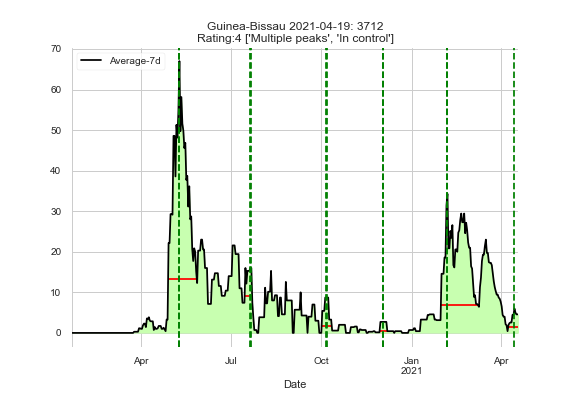 Guinea-Bissau 2021-04-19: 3712
Rating:4 ['Multiple peaks', 'In control']
Average-7d
70
60
50
40
30
20
10
0
Apr
Jul
Oct
Jan
2021
Apr
Date